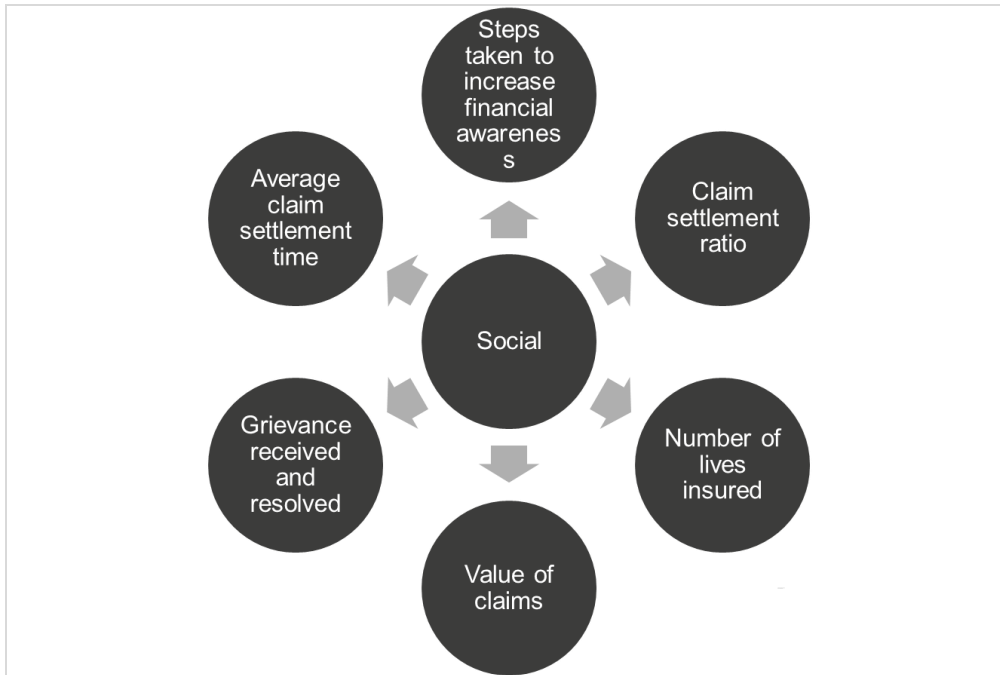 Steps
taken to
increase
financial
awarenes
s
Average
claim
settlement
time
Claim
settlement
ratio
Social
Grievance
received
and
resolved
Number of
lives
insured
Value of
claims